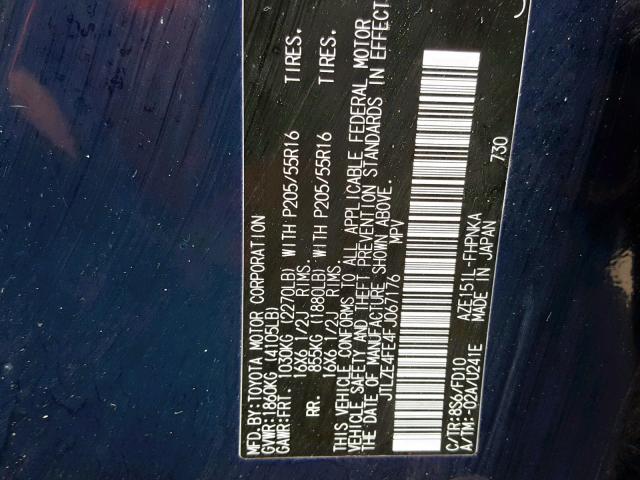 MFD.BY:TOYOTA MOTOR CORPORATION
GVWR:1860KG (4105LB)
GAWR:FRT. 1030KG (2270LB) WITH P205/55R16 TIRES.
16X6 1/2J RIMS.
RR. 855KG (1880LB) WITH P205/55R16 TIRES.
16X6 1/2J RIMS
THIS VEHICLE CONFORMS TO ALL APPLICABLE FEDERAL MOTOR
VEHICLE SAFETY AND THEFT PREVENTION STANDARDS IN EFFECT
THE DATE OF MANUFACTURE SHOWN ABOVE.
JTLZE4FE4FJ067176 MPV
C/TR:8S6/FD10 AZE151L-FHPNKA
A/TM:-02A/U241E MADE IN JAPAN
730